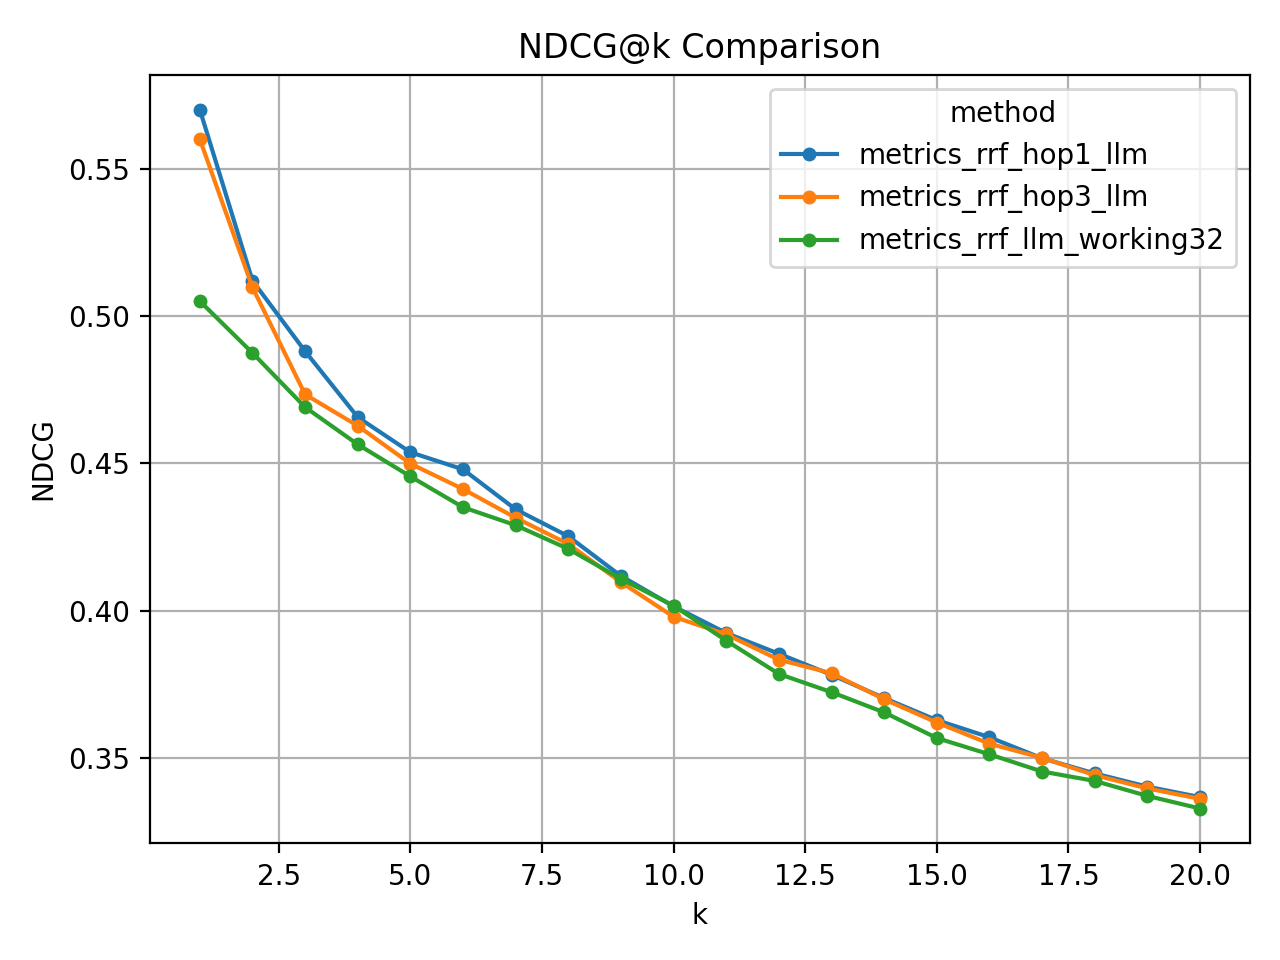 NDCG@k Comparison
method
metrics_rrf_hop1_llm
metrics_rrf_hop3_llm
metrics_rrf_llm_working32
NDCG
0.55
0.50
0.45
0.40
0.35
2.5 5.0 7.5 10.0 12.5 15.0 17.5 20.0
k